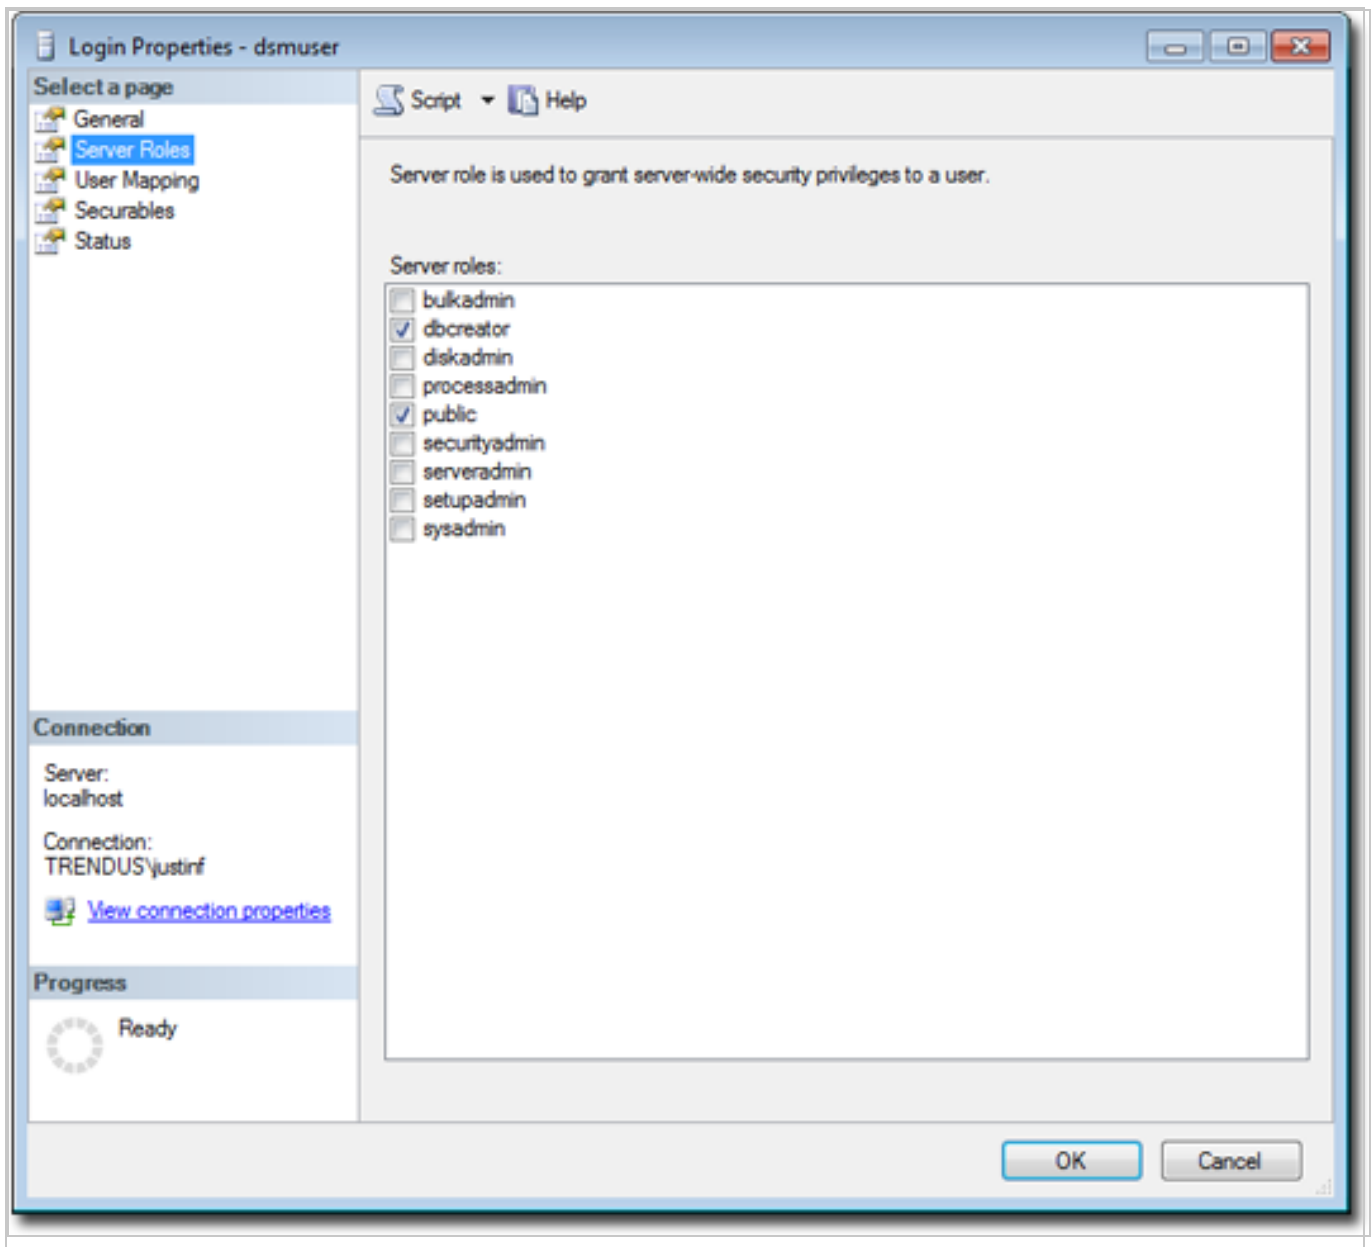 Login Properties - dsmuser
Select a page
General
Server Roles
User Mapping
Securables
Status
Script
Help
Server role is used to grant server-wide security privileges to a user.
Server roles:
bulkadmin
dbcreator
diskadmin
processadmin
public
securityadmin
serveradmin
setupadmin
sysadmin
Connection
Server:
localhost
Connection:
TRENDUS\justinf
View connection properties
Progress
Ready
OK
Cancel